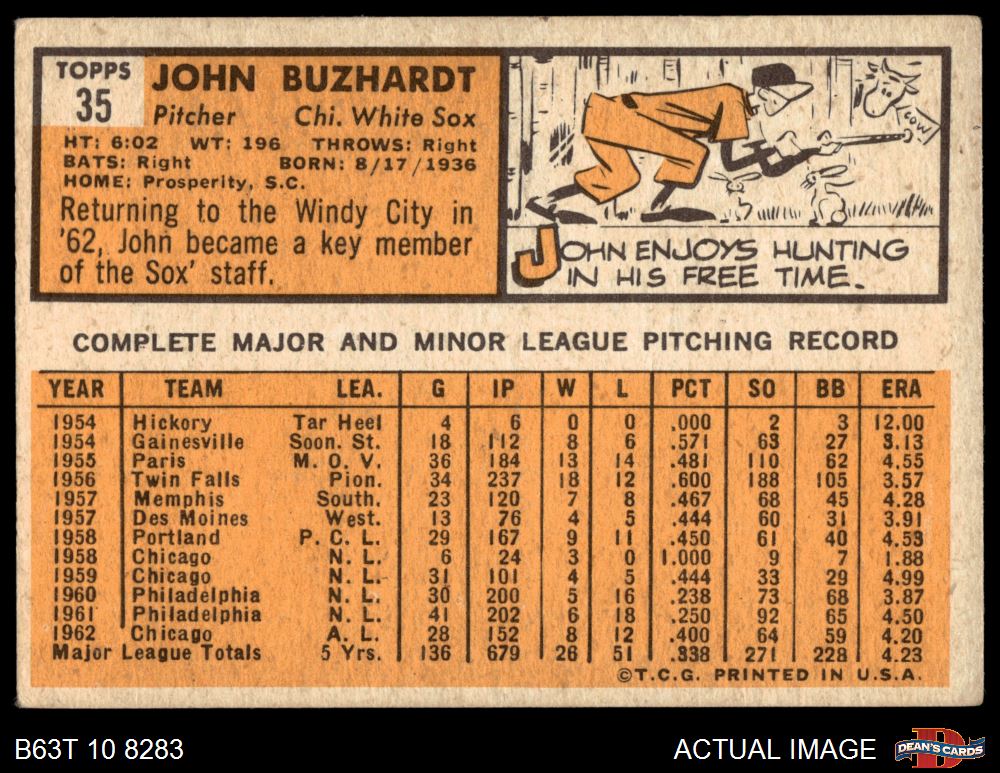 TOPPS
35
JOHN BUZHARDT
Pitcher Chi. White Sox
HT: 6:02 WT: 196 THROWS: Right
BATS: Right BORN: 8/17/1936
HOME: Prosperity, S.C.
Returning to the Windy City in
'62, John became a key member
of the Sox' staff.
COW
JOHN ENJOYS HUNTING
IN HIS FREE TIME.
COMPLETE MAJOR AND MINOR LEAGUE PITCHING RECORD
YEAR TEAM LEA. G IP W L PCT SO BB ERA
1954 Hickory Tar Heel 4 6 0 0 .000 2 3 12.00
1954 Gainesville Soon. St. 18 112 8 6 .571 63 27 3.13
1955 Paris M. O. V. 36 184 13 14 .481 110 62 4.55
1956 Twin Falls Pion. 34 237 18 12 .600 188 105 3.57
1957 Memphis South. 23 120 7 8 .467 68 45 4.28
1957 Des Moines West. 13 76 4 5 .444 60 31 3.91
1958 Portland P. C. L. 29 167 9 11 .450 61 40 4.53
1958 Chicago N. L. 6 24 3 0 1.000 9 7 1.88
1959 Chicago N. L. 31 101 4 5 .444 33 29 4.99
1960 Philadelphia N. L. 30 200 5 16 .238 73 68 3.87
1961 Philadelphia N. L. 41 202 6 18 .250 92 65 4.50
1962 Chicago A. L. 28 152 8 12 .400 64 59 4.20
Major League Totals 5 Yrs. 136 679 26 51 .338 271 228 4.23
©T.C.G. PRINTED IN U.S.A.
B63T 10 8283
ACTUAL IMAGE
D
DEAN'S CARDS